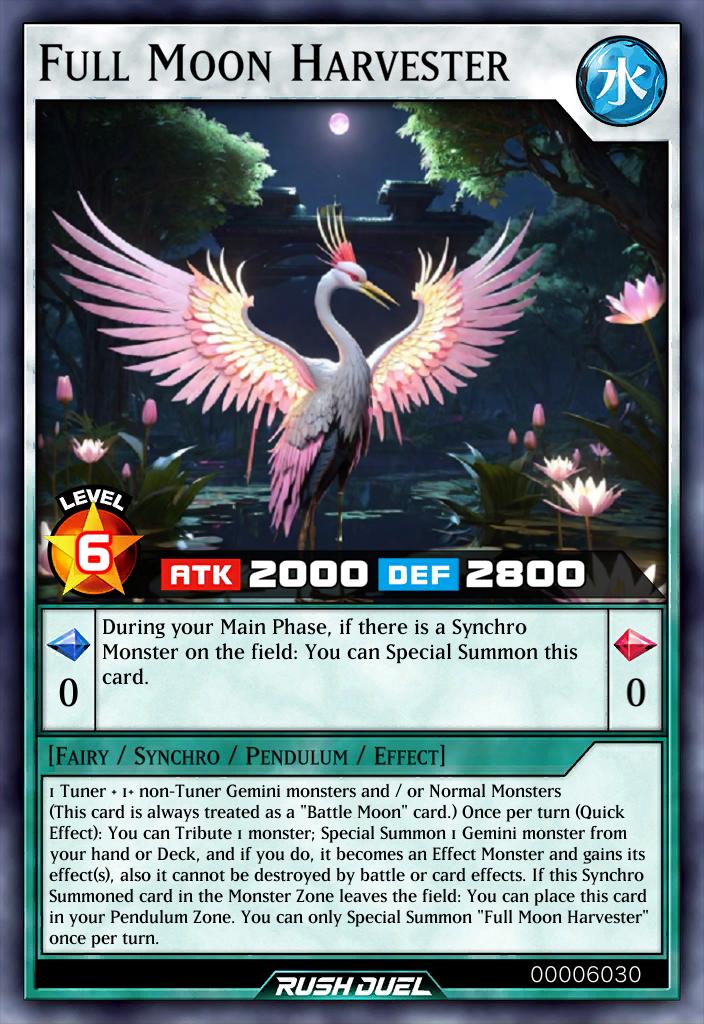 FULL MOON HARVESTER
水
LEVEL
6
ATK 2000 DEF 2800
During your Main Phase, if there is a Synchro
Monster on the field: You can Special Summon this
card.
0
0
[FAIRY / SYNCHRO / PENDULUM / EFFECT]
1 Tuner + 1+ non-Tuner Gemini monsters and / or Normal Monsters
(This card is always treated as a "Battle Moon" card.) Once per turn (Quick
Effect): You can Tribute 1 monster; Special Summon 1 Gemini monster from
your hand or Deck, and if you do, it becomes an Effect Monster and gains its
effect(s), also it cannot be destroyed by battle or card effects. If this Synchro
Summoned card in the Monster Zone leaves the field: You can place this card
in your Pendulum Zone. You can only Special Summon "Full Moon Harvester"
once per turn.
00006030
RUSH DUEL